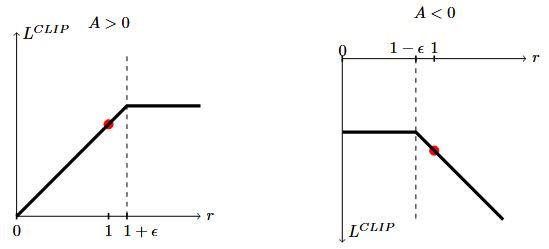 A > 0
L^{CLIP}
0 1 1 + ϵ r
A < 0
0 1 − ϵ 1 r
L^{CLIP}